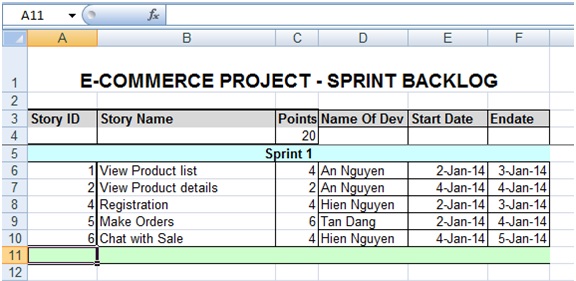 A11 fx
A B C D E F
1 E-COMMERCE PROJECT - SPRINT BACKLOG
2
3 Story ID Story Name Points Name Of Dev Start Date Endate
4 20
5 Sprint 1
6 1 View Product list 4 An Nguyen 2-Jan-14 3-Jan-14
7 2 View Product details 2 An Nguyen 4-Jan-14 4-Jan-14
8 4 Registration 4 Hien Nguyen 2-Jan-14 3-Jan-14
9 5 Make Orders 6 Tan Dang 2-Jan-14 4-Jan-14
10 6 Chat with Sale 4 Hien Nguyen 4-Jan-14 5-Jan-14
11
12